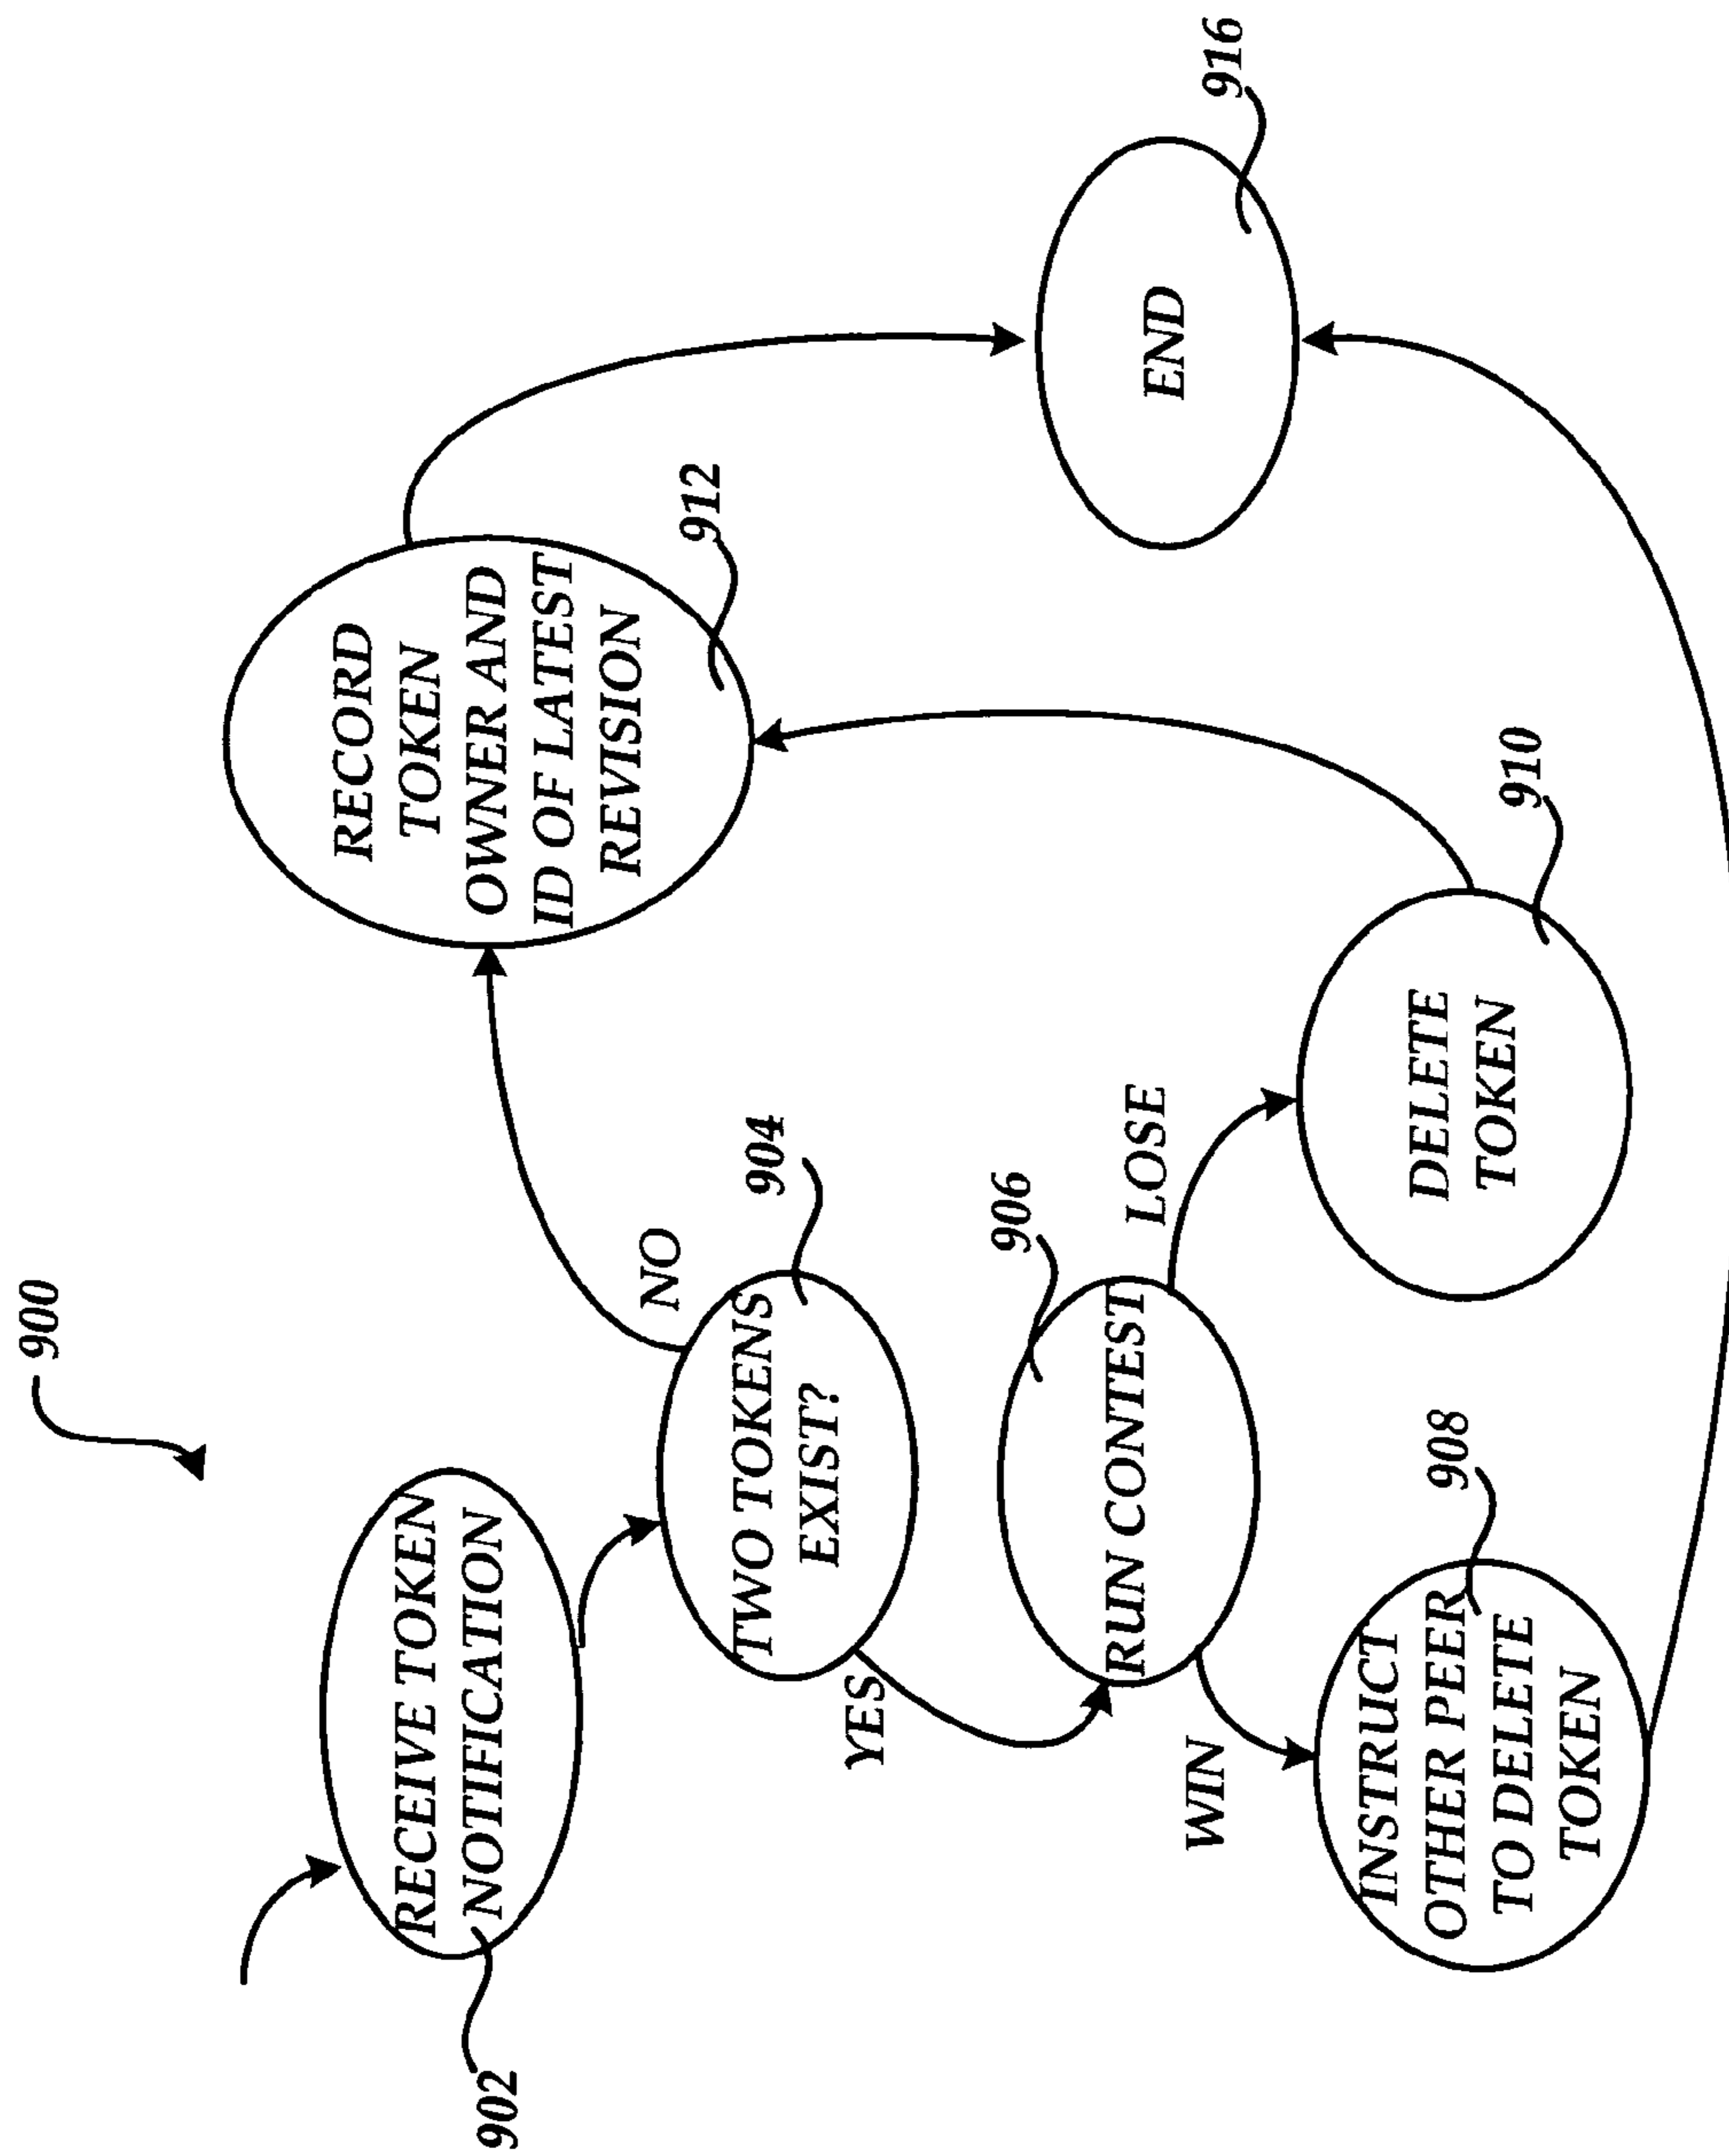 900
902
RECEIVE TOKEN
NOTIFICATION
TWO TOKENS
EXIST?
904
NO
YES
RUN CONTEST
906
WIN
LOSE
INSTRUCT
OTHER PEER
TO DELETE
TOKEN
908
DELETE
TOKEN
910
RECORD
TOKEN
OWNER AND
ID OF LATEST
REVISION
912
END
916